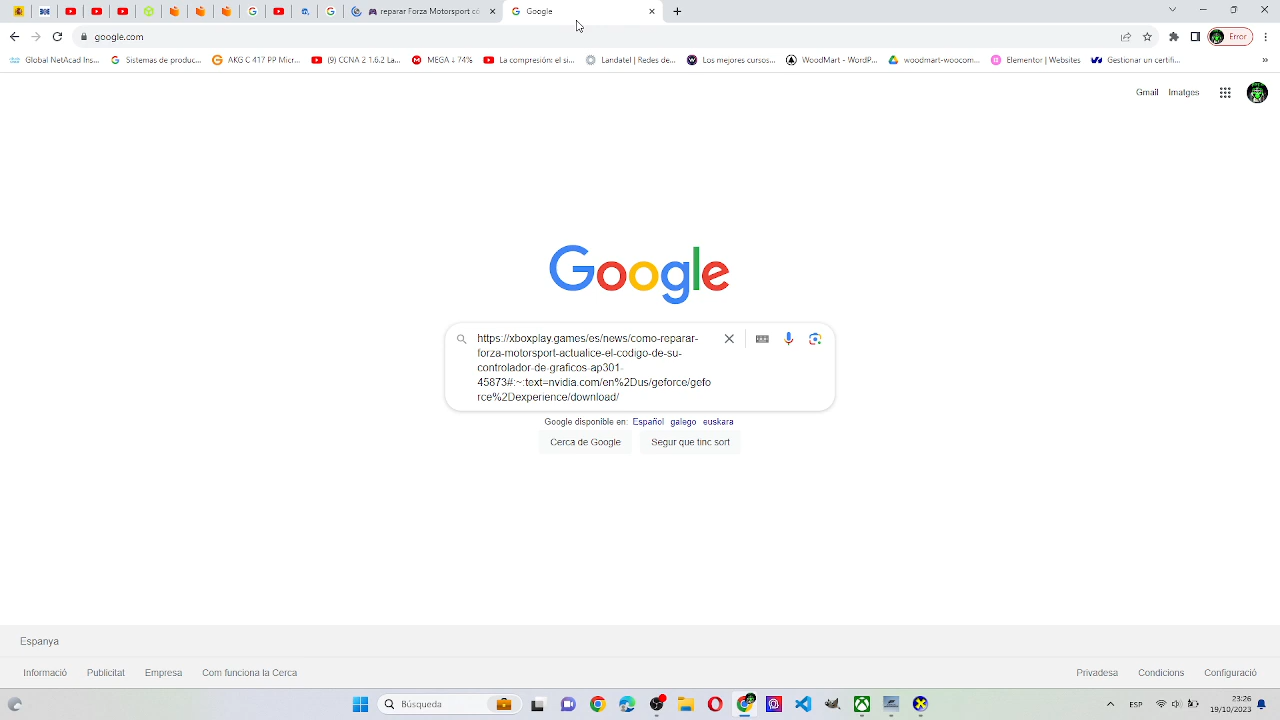 reparar Forza Motorsport có
Google
google.com
Error
Global NetAcad Ins...
Sistemas de produc...
AKG C 417 PP Micr...
(9) CCNA 2 1.6.2 La...
MEGA ↓ 74%
La compresión el si...
Landatel | Redes de...
Los mejores cursos...
WoodMart - WordP...
woodmart-woocom...
Elementor | Websites
Gestionar un certifi...
»
Gmail Imatges
Google
https://xboxplay.games/es/news/como-reparar-
forza-motorsport-actualice-el-codigo-de-su-
controlador-de-graficos-ap301-
45873#:~:text=nvidia.com/en%2Dus/geforce/gefo
rce%2Dexperience/download/
Google disponible en: Español galego euskara
Cerca de Google
Segur que tinc sort
Espanya
Informació Publicitat Empresa Com funciona la Cerca
Privadesa Condicions Configuració
Búsqueda
ESP
23:26
19/10/2023